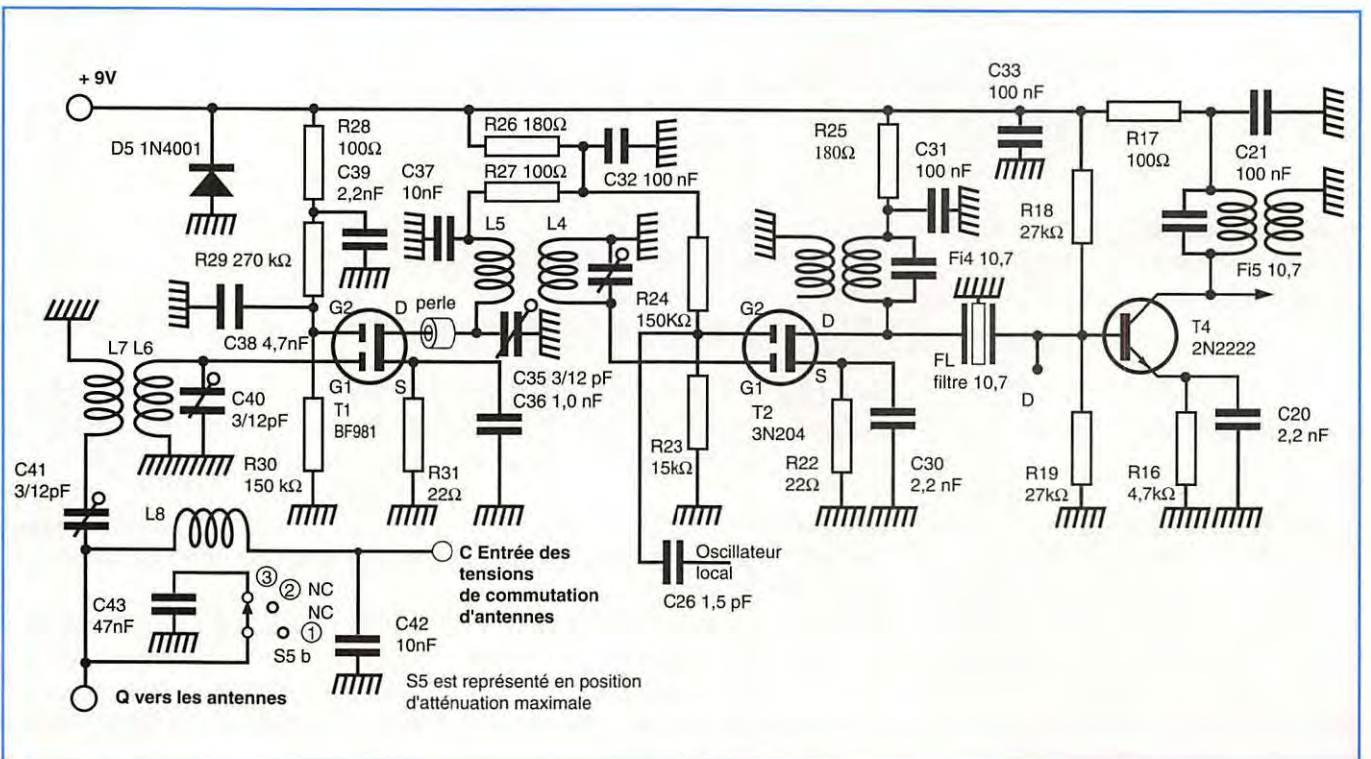 + 9V
D5 1N4001
R28
100Ω
C39
2,2nF
R29 270 kΩ
C38 4,7nF
C37
10nF
R26 180Ω
R27 100Ω
C32 100 nF
L5
L4
G2
D
perle
G1
S
T1
BF981
C35 3/12 pF
C36 1,0 nF
L7 L6
C40
3/12pF
R30
150 kΩ
R31
22Ω
C41
3/12pF
L8
C43
47nF
③
② NC
NC
①
S5 b
C42
10nF
C Entrée des
tensions
de commutation
d'antennes
Q vers les antennes
S5 est représenté en position
d'atténuation maximale
R24
150KΩ
R23
15kΩ
Oscillateur
local
C26 1,5 pF
R25
180Ω
C31
100 nF
Fi4 10,7
G2
D
G1
S
T2
3N204
R22
22Ω
C30
2,2 nF
FL
filtre 10,7
D
C33
100 nF
R18
27kΩ
R19
27kΩ
R17
100Ω
C21
100 nF
Fi5 10,7
T4
2N2222
R16
4,7kΩ
C20
2,2 nF